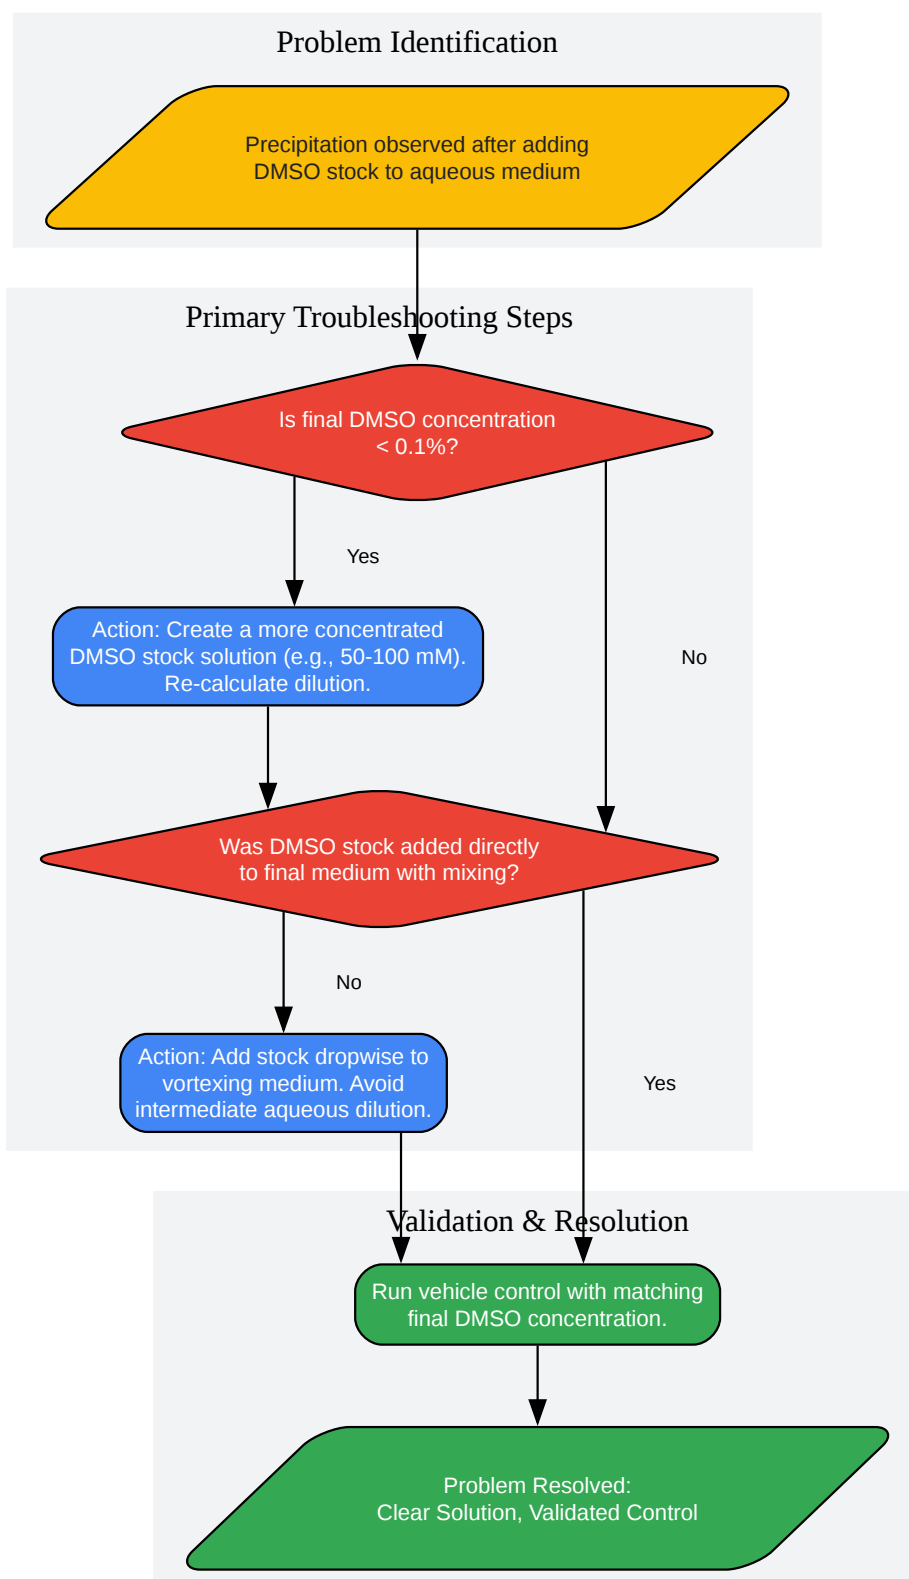 Problem Identification
Precipitation observed after adding
DMSO stock to aqueous medium
Primary Troubleshooting Steps
Is final DMSO concentration
< 0.1%?
Yes
Action: Create a more concentrated
DMSO stock solution (e.g., 50-100 mM).
Re-calculate dilution.
No
Was DMSO stock added directly
to final medium with mixing?
No
Action: Add stock dropwise to
vortexing medium. Avoid
intermediate aqueous dilution.
Yes
Validation & Resolution
Run vehicle control with matching
final DMSO concentration.
Problem Resolved:
Clear Solution, Validated Control